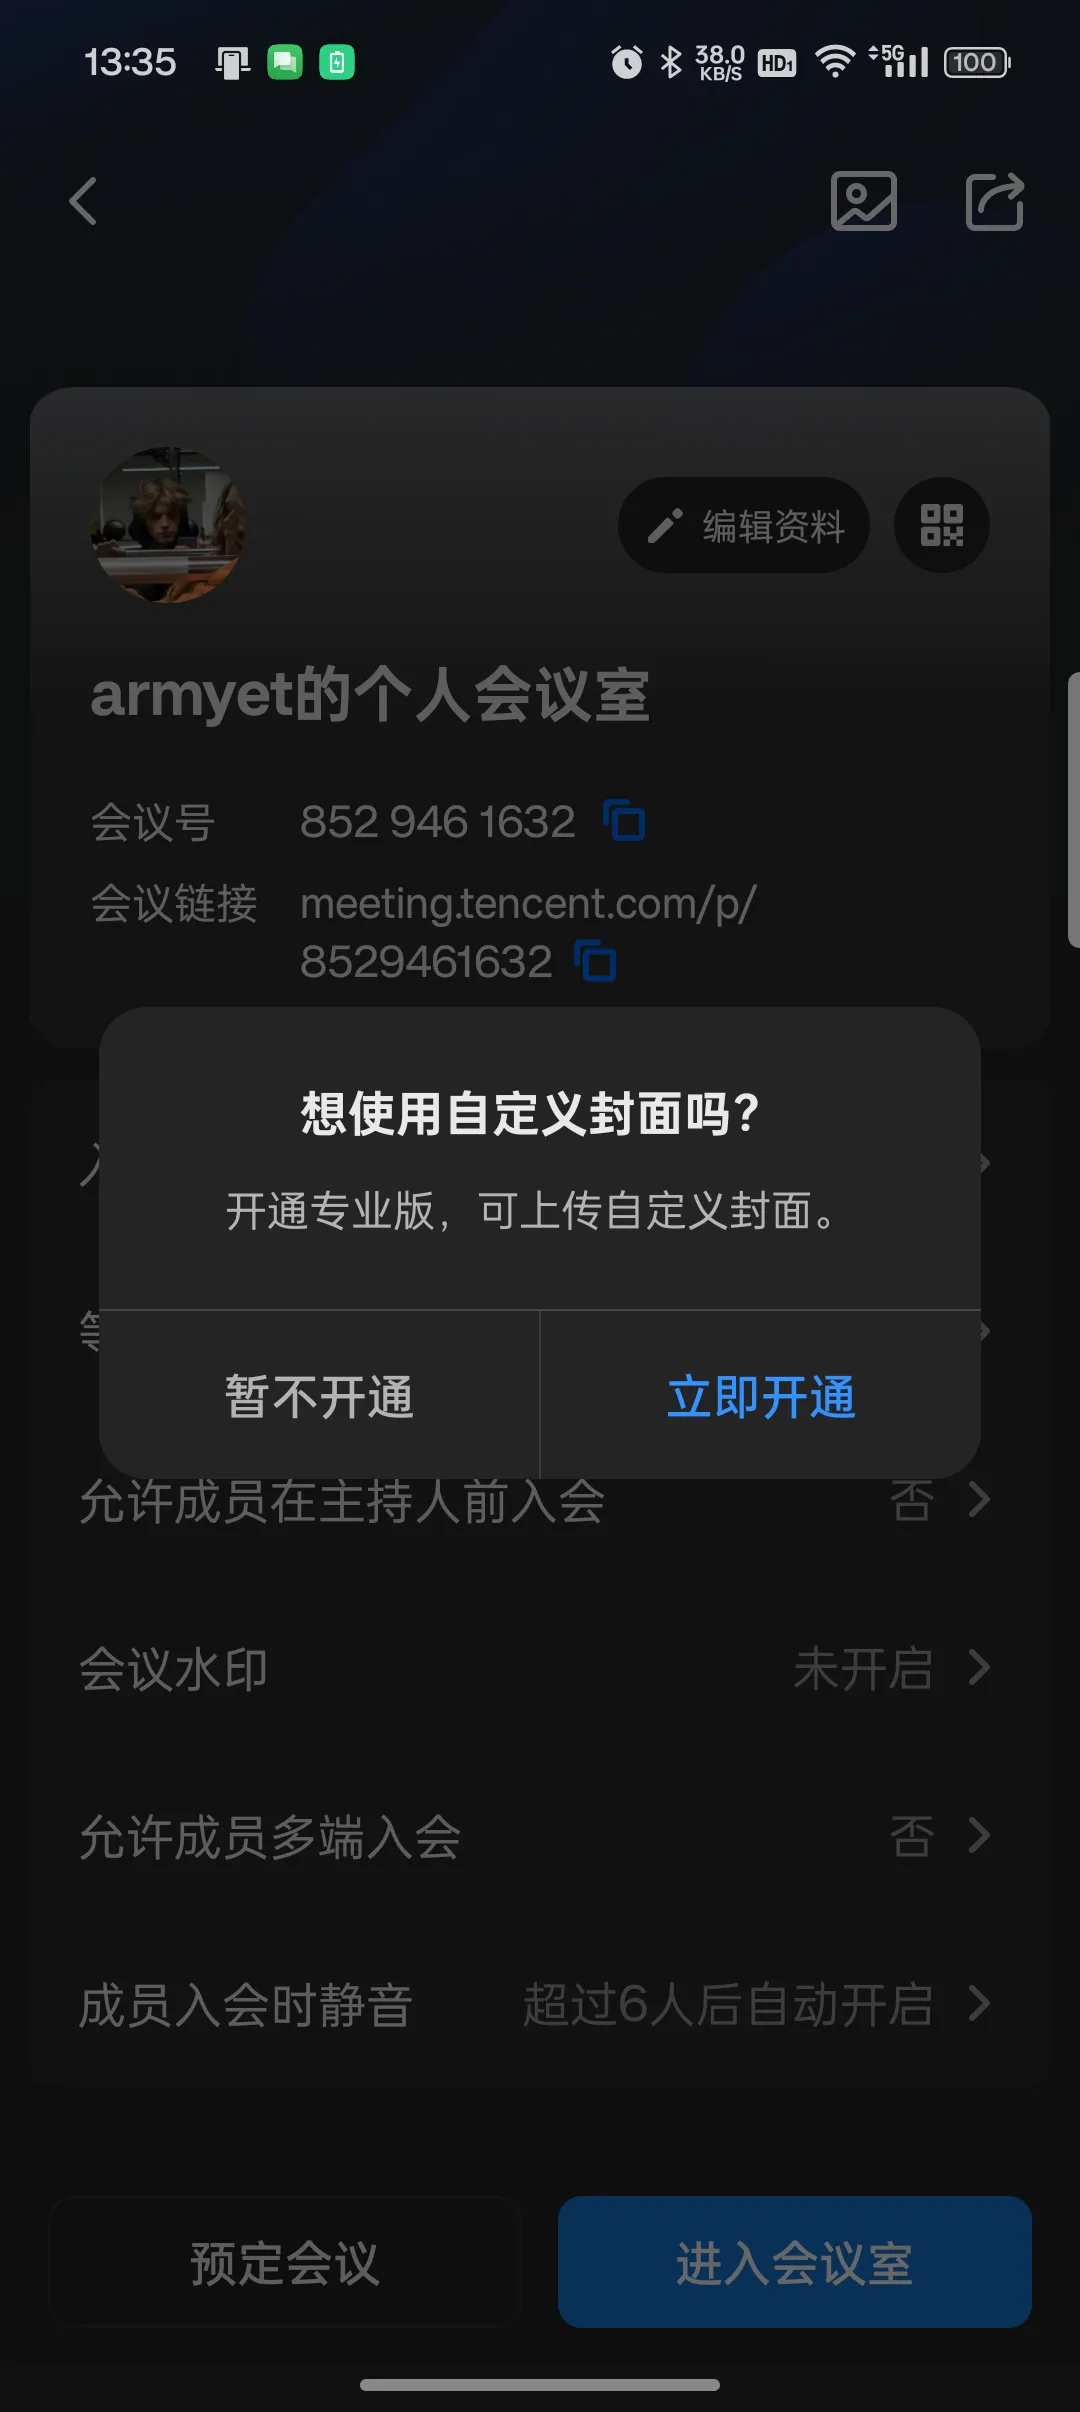 13:35
38.0
KB/S
HD1
5G
100
编辑资料
armyet的个人会议室
会议号 852 946 1632
会议链接 meeting.tencent.com/p/
8529461632
想使用自定义封面吗？
开通专业版，可上传自定义封面。
暂不开通 立即开通
允许成员在主持人前入会 否
会议水印 未开启
允许成员多端入会 否
成员入会时静音 超过6人后自动开启
预定会议 进入会议室